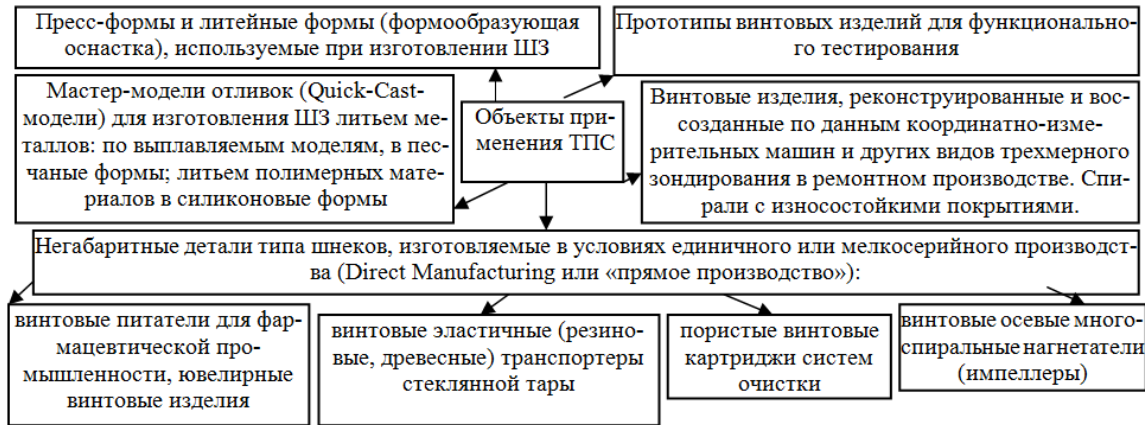 Пресс-формы и литейные формы (формообразующая
оснастка), используемые при изготовлении ШЗ
Прототипы винтовых изделий для функционально-
го тестирования
Мастер-модели отливок (Quick-Cast-
модели) для изготовления ШЗ литьем ме-
таллов: по выплавляемым моделям, в пес-
чаные формы; литьем полимерных мате-
риалов в силиконовые формы
Объекты при-
менения ТПС
Винтовые изделия, реконструированные и вос-
созданные по данным координатно-изме-
рительных машин и других видов трехмерного
зондирования в ремонтном производстве. Спи-
рали с износостойкими покрытиями.
Негабаритные детали типа шнеков, изготовляемые в условиях единичного или мелкосерийного производст-
ва (Direct Manufacturing или «прямое производство»):
винтовые питатели для фар-
мацевтической про-
мышленности, ювелирные
винтовые изделия
винтовые эластичные (резино-
вые, древесные) транспортеры
стеклянной тары
пористые винтовые
картриджи систем
очистки
винтовые осевые много-
спиральные нагнетатели
(импеллеры)